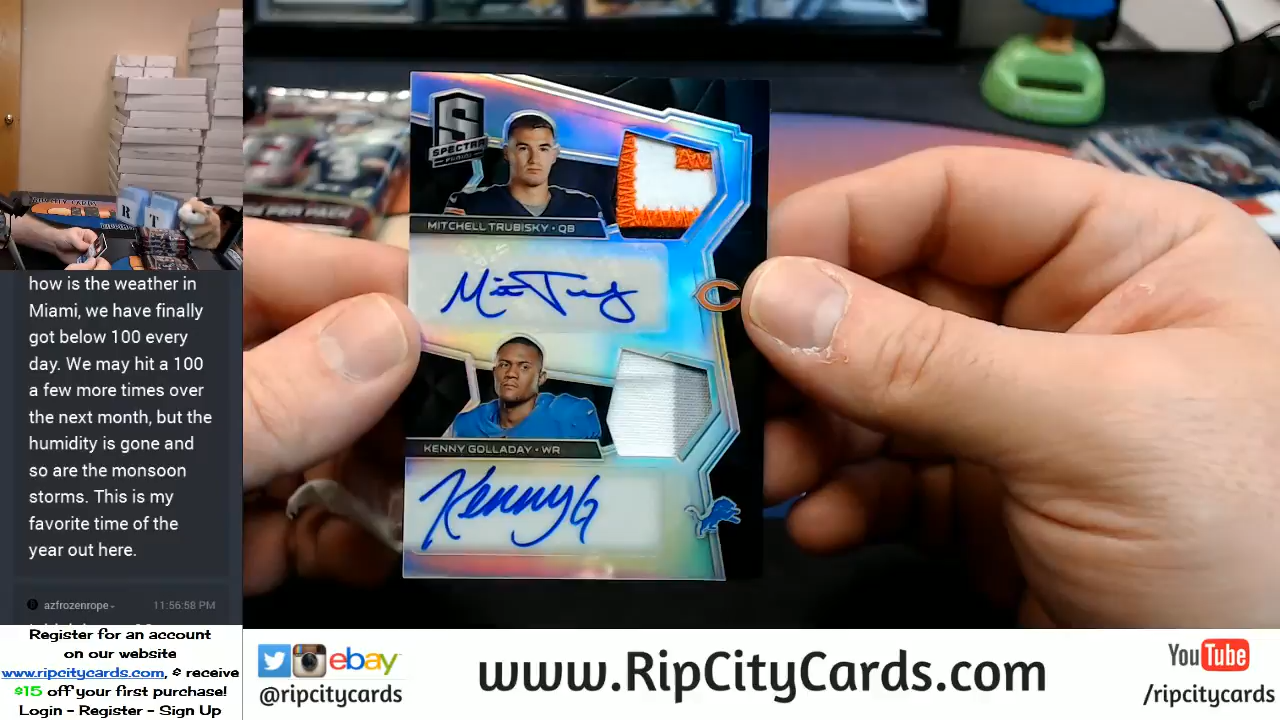 how is the weather in
Miami, we have finally
got below 100 every
day. We may hit a 100
a few more times over
the next month, but the
humidity is gone and
so are the monsoon
storms. This is my
favorite time of the
year out here.
azfrozenrope - 11:56:58 PM
Register for an account
on our website
www.ripcitycards.com, & receive
$15 off your first purchase!
Login - Register - Sign Up
R T
S
SPECTRA
PANINI
MITCHELL TRUBISKY • QB
C
KENNY GOLLADAY • WR
Kenny G
ebay
@ripcitycards
www.RipCityCards.com
YouTube
/ripcitycards